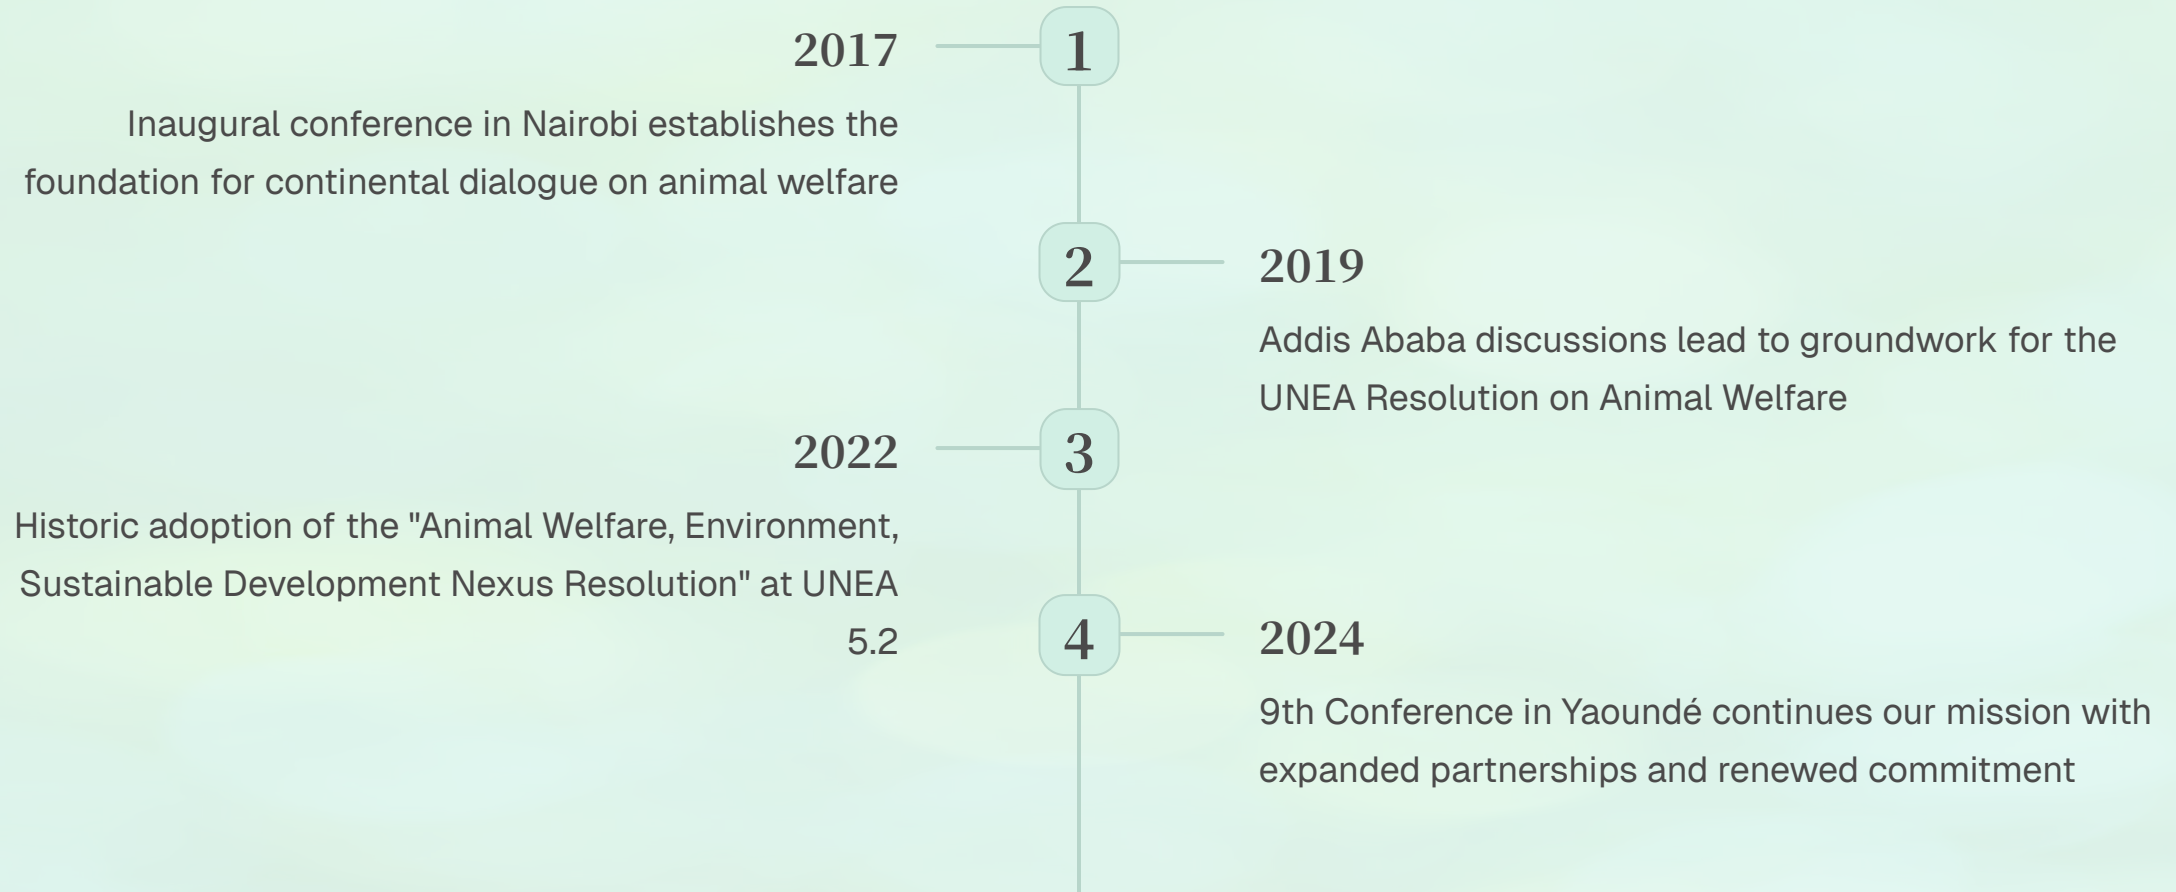 1
2017
Inaugural conference in Nairobi establishes the
foundation for continental dialogue on animal welfare
2
2019
Addis Ababa discussions lead to groundwork for the
UNEA Resolution on Animal Welfare
3
2022
Historic adoption of the "Animal Welfare, Environment,
Sustainable Development Nexus Resolution" at UNEA
5.2
4
2024
9th Conference in Yaoundé continues our mission with
expanded partnerships and renewed commitment